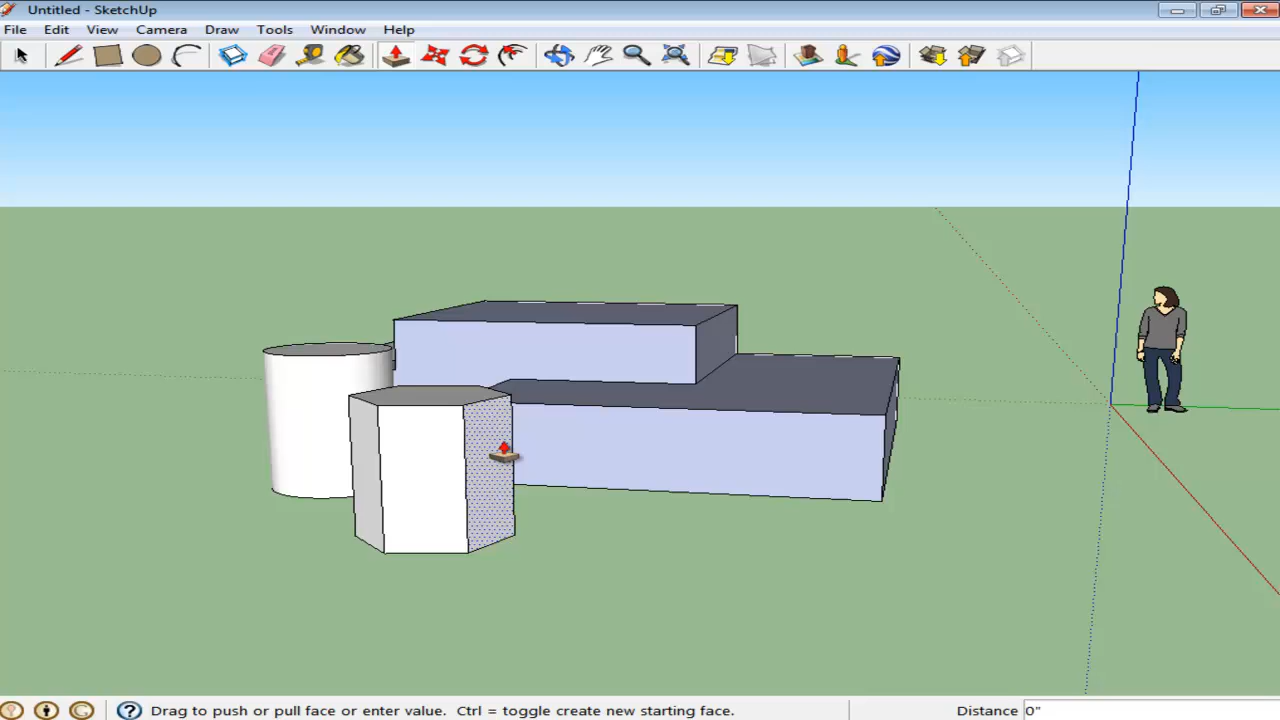 Untitled - SketchUp
File Edit View Camera Draw Tools Window Help
Drag to push or pull face or enter value. Ctrl = toggle create new starting face. Distance 0"